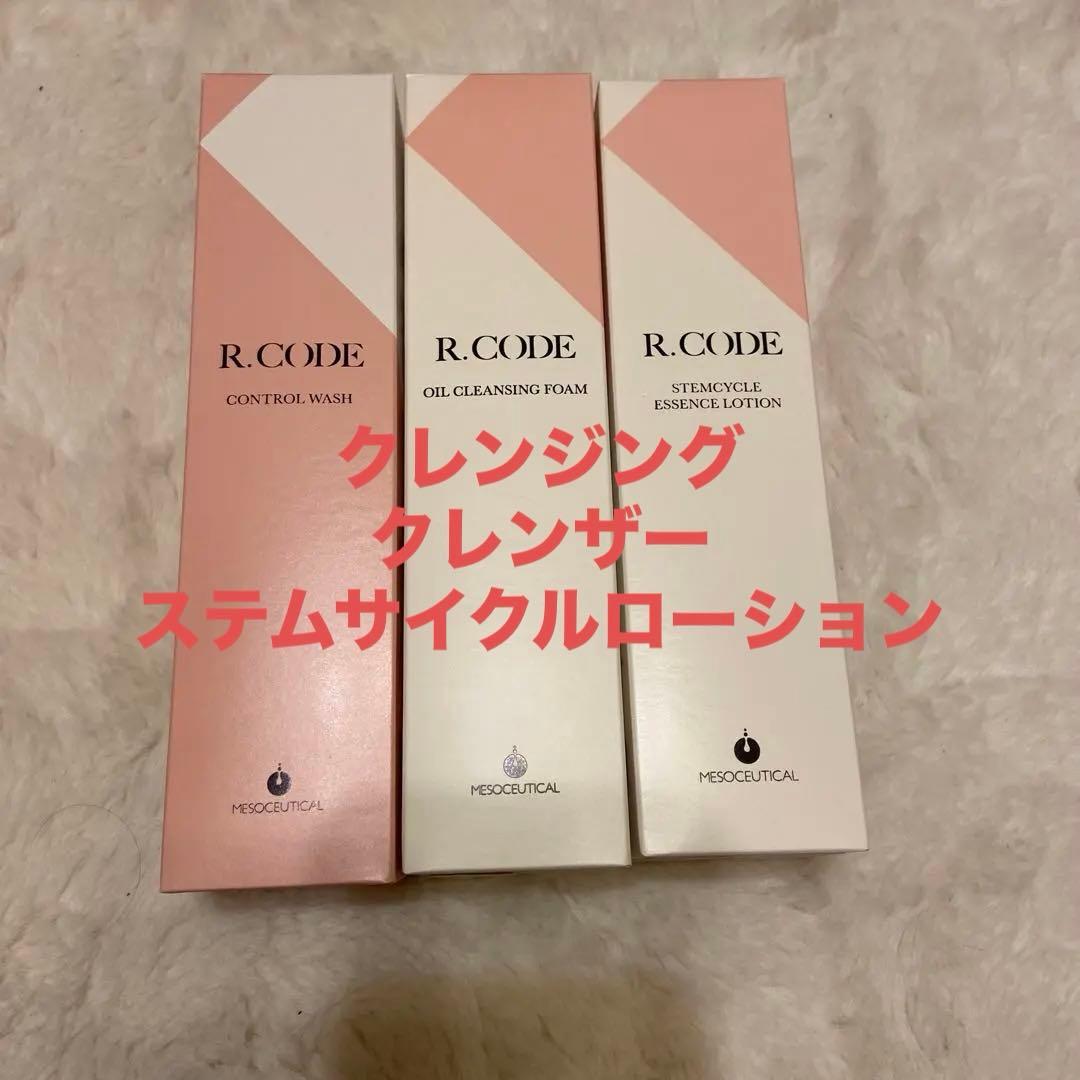 R.CODE
CONTROL WASH
MESOCEUTICAL
R.CODE
OIL CLEANSING FOAM
MESOCEUTICAL
R.CODE
STEMCYCLE
ESSENCE LOTION
MESOCEUTICAL
クレンジング
クレンザー
ステムサイクルローション